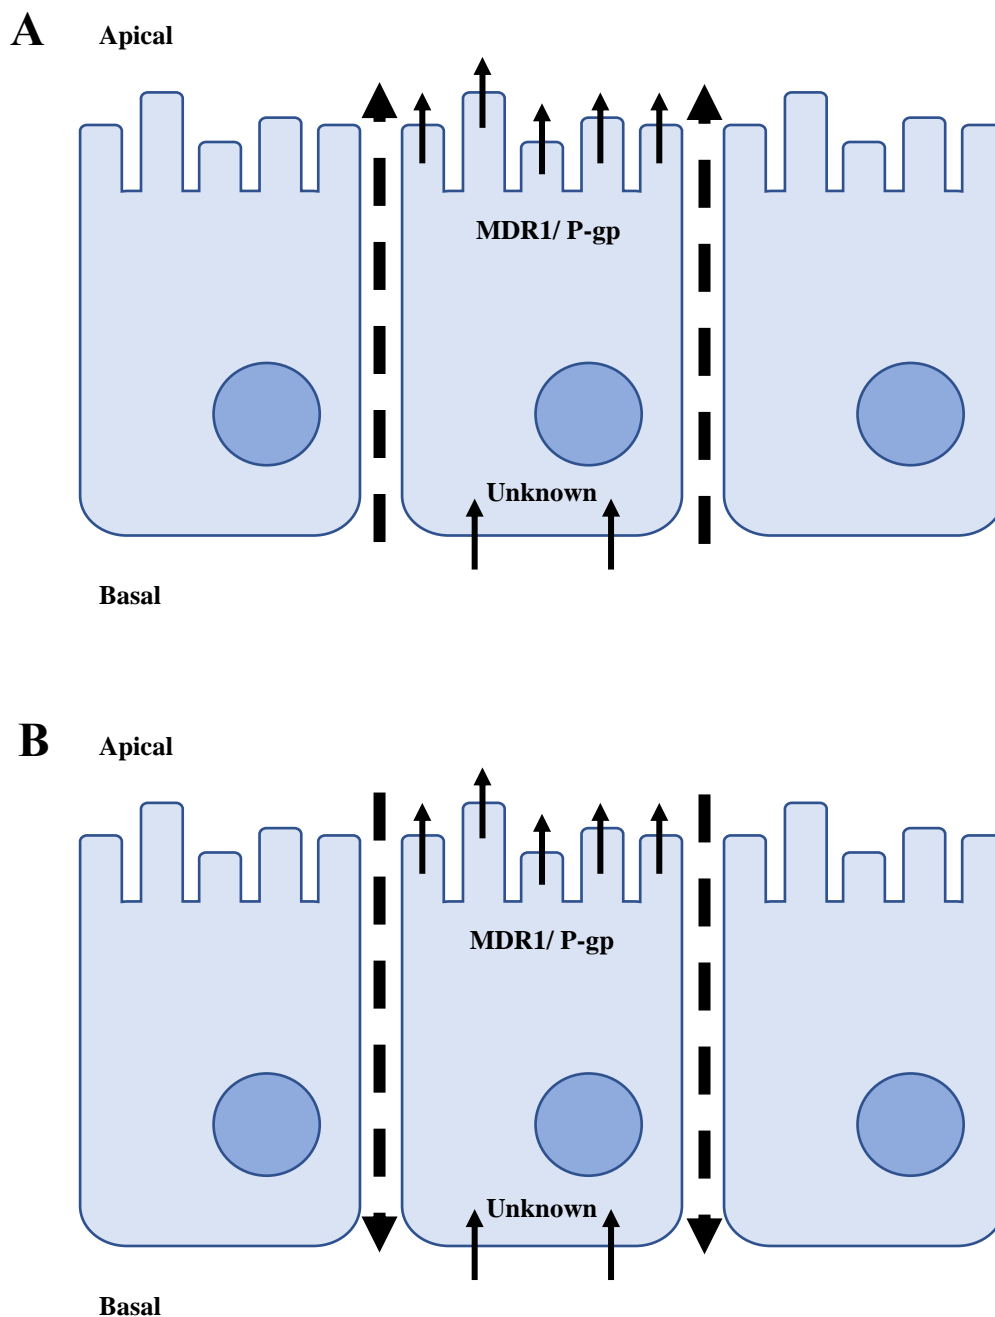 A
Apical
MDR1/ P-gp
Unknown
Basal
B
Apical
MDR1/ P-gp
Unknown
Basal